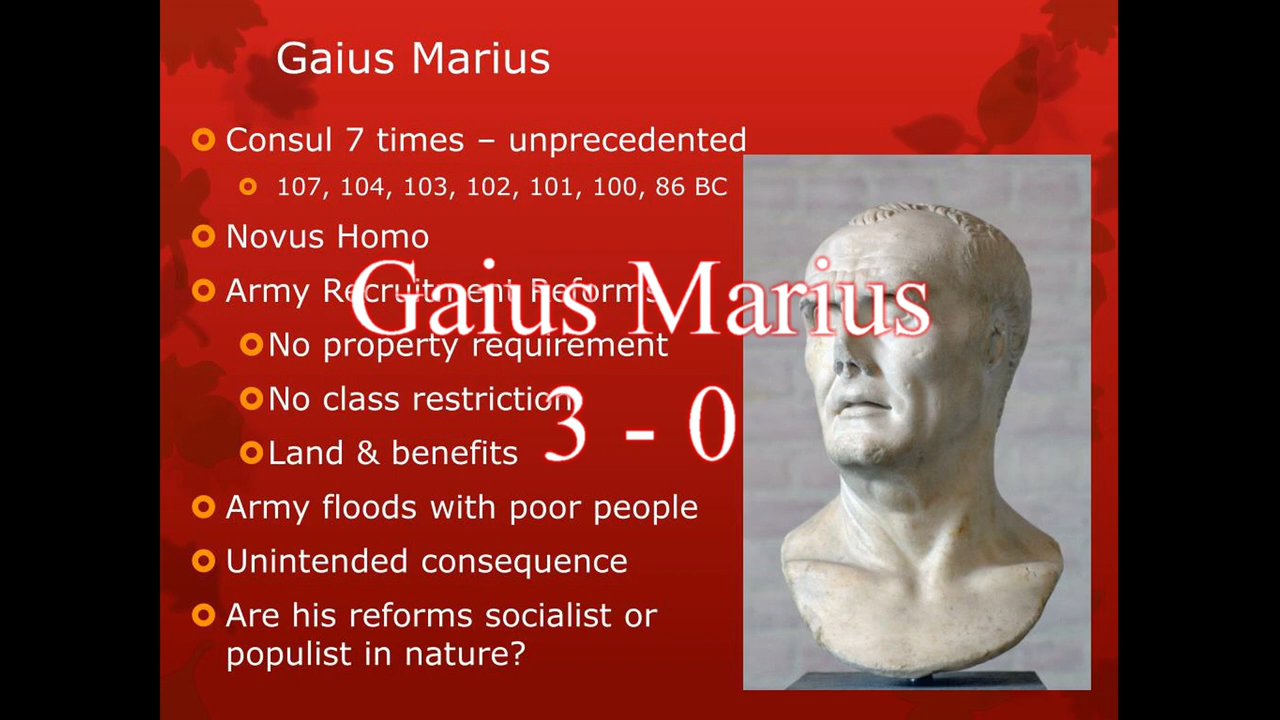 Gaius Marius
Consul 7 times – unprecedented
107, 104, 103, 102, 101, 100, 86 BC
Novus Homo
Army Recruitment Reforms
Gaius Marius
No property requirement
No class restriction
3 - 0
Land & benefits
Army floods with poor people
Unintended consequence
Are his reforms socialist or
populist in nature?